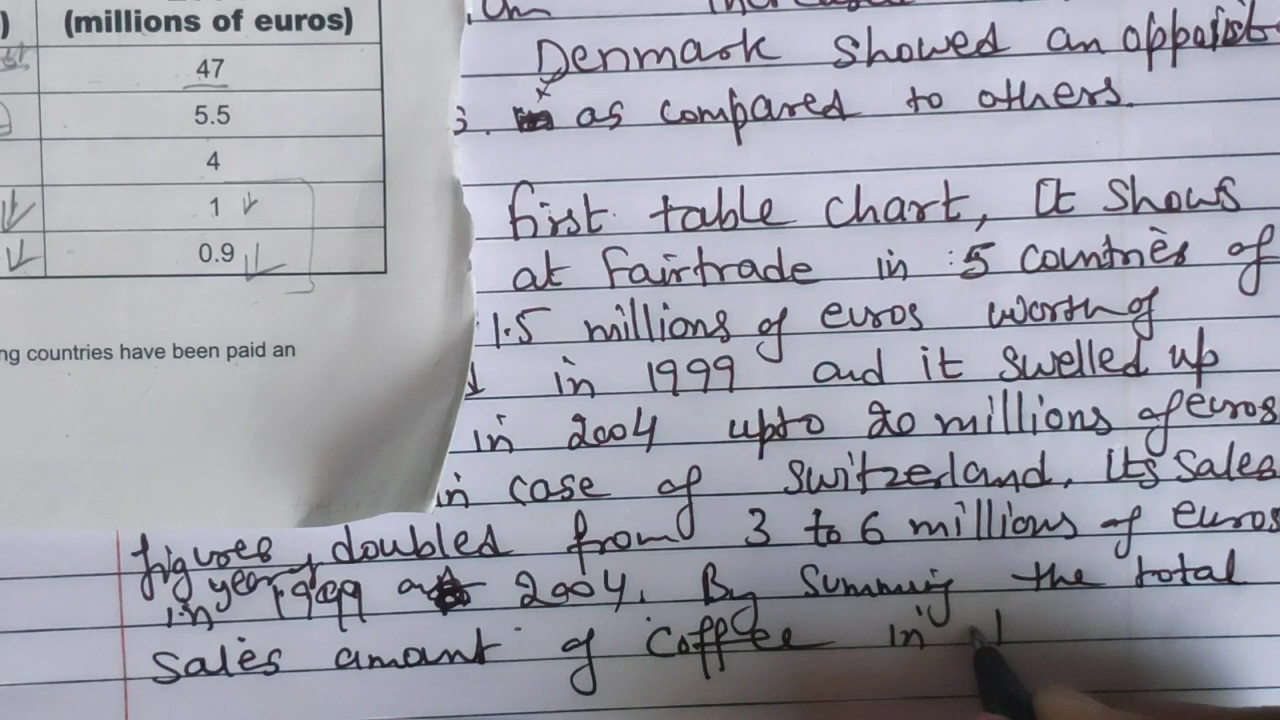 )
(millions of euros)
47
5.5
4
1
0.9
ng countries have been paid an
Denmark showed an
3. as compared to others.
first table chart, It shows
at Fairtrade in 5 countries of
1.5 millions of euros worth of
in 1999 and it swelled up
in 2004 upto 20 millions of euros
in case of Switzerland. Its sales
figures, doubled from 3 to 6 millions of euros
in year 1999 2004. By summing the total
sales amount of coffee in 1